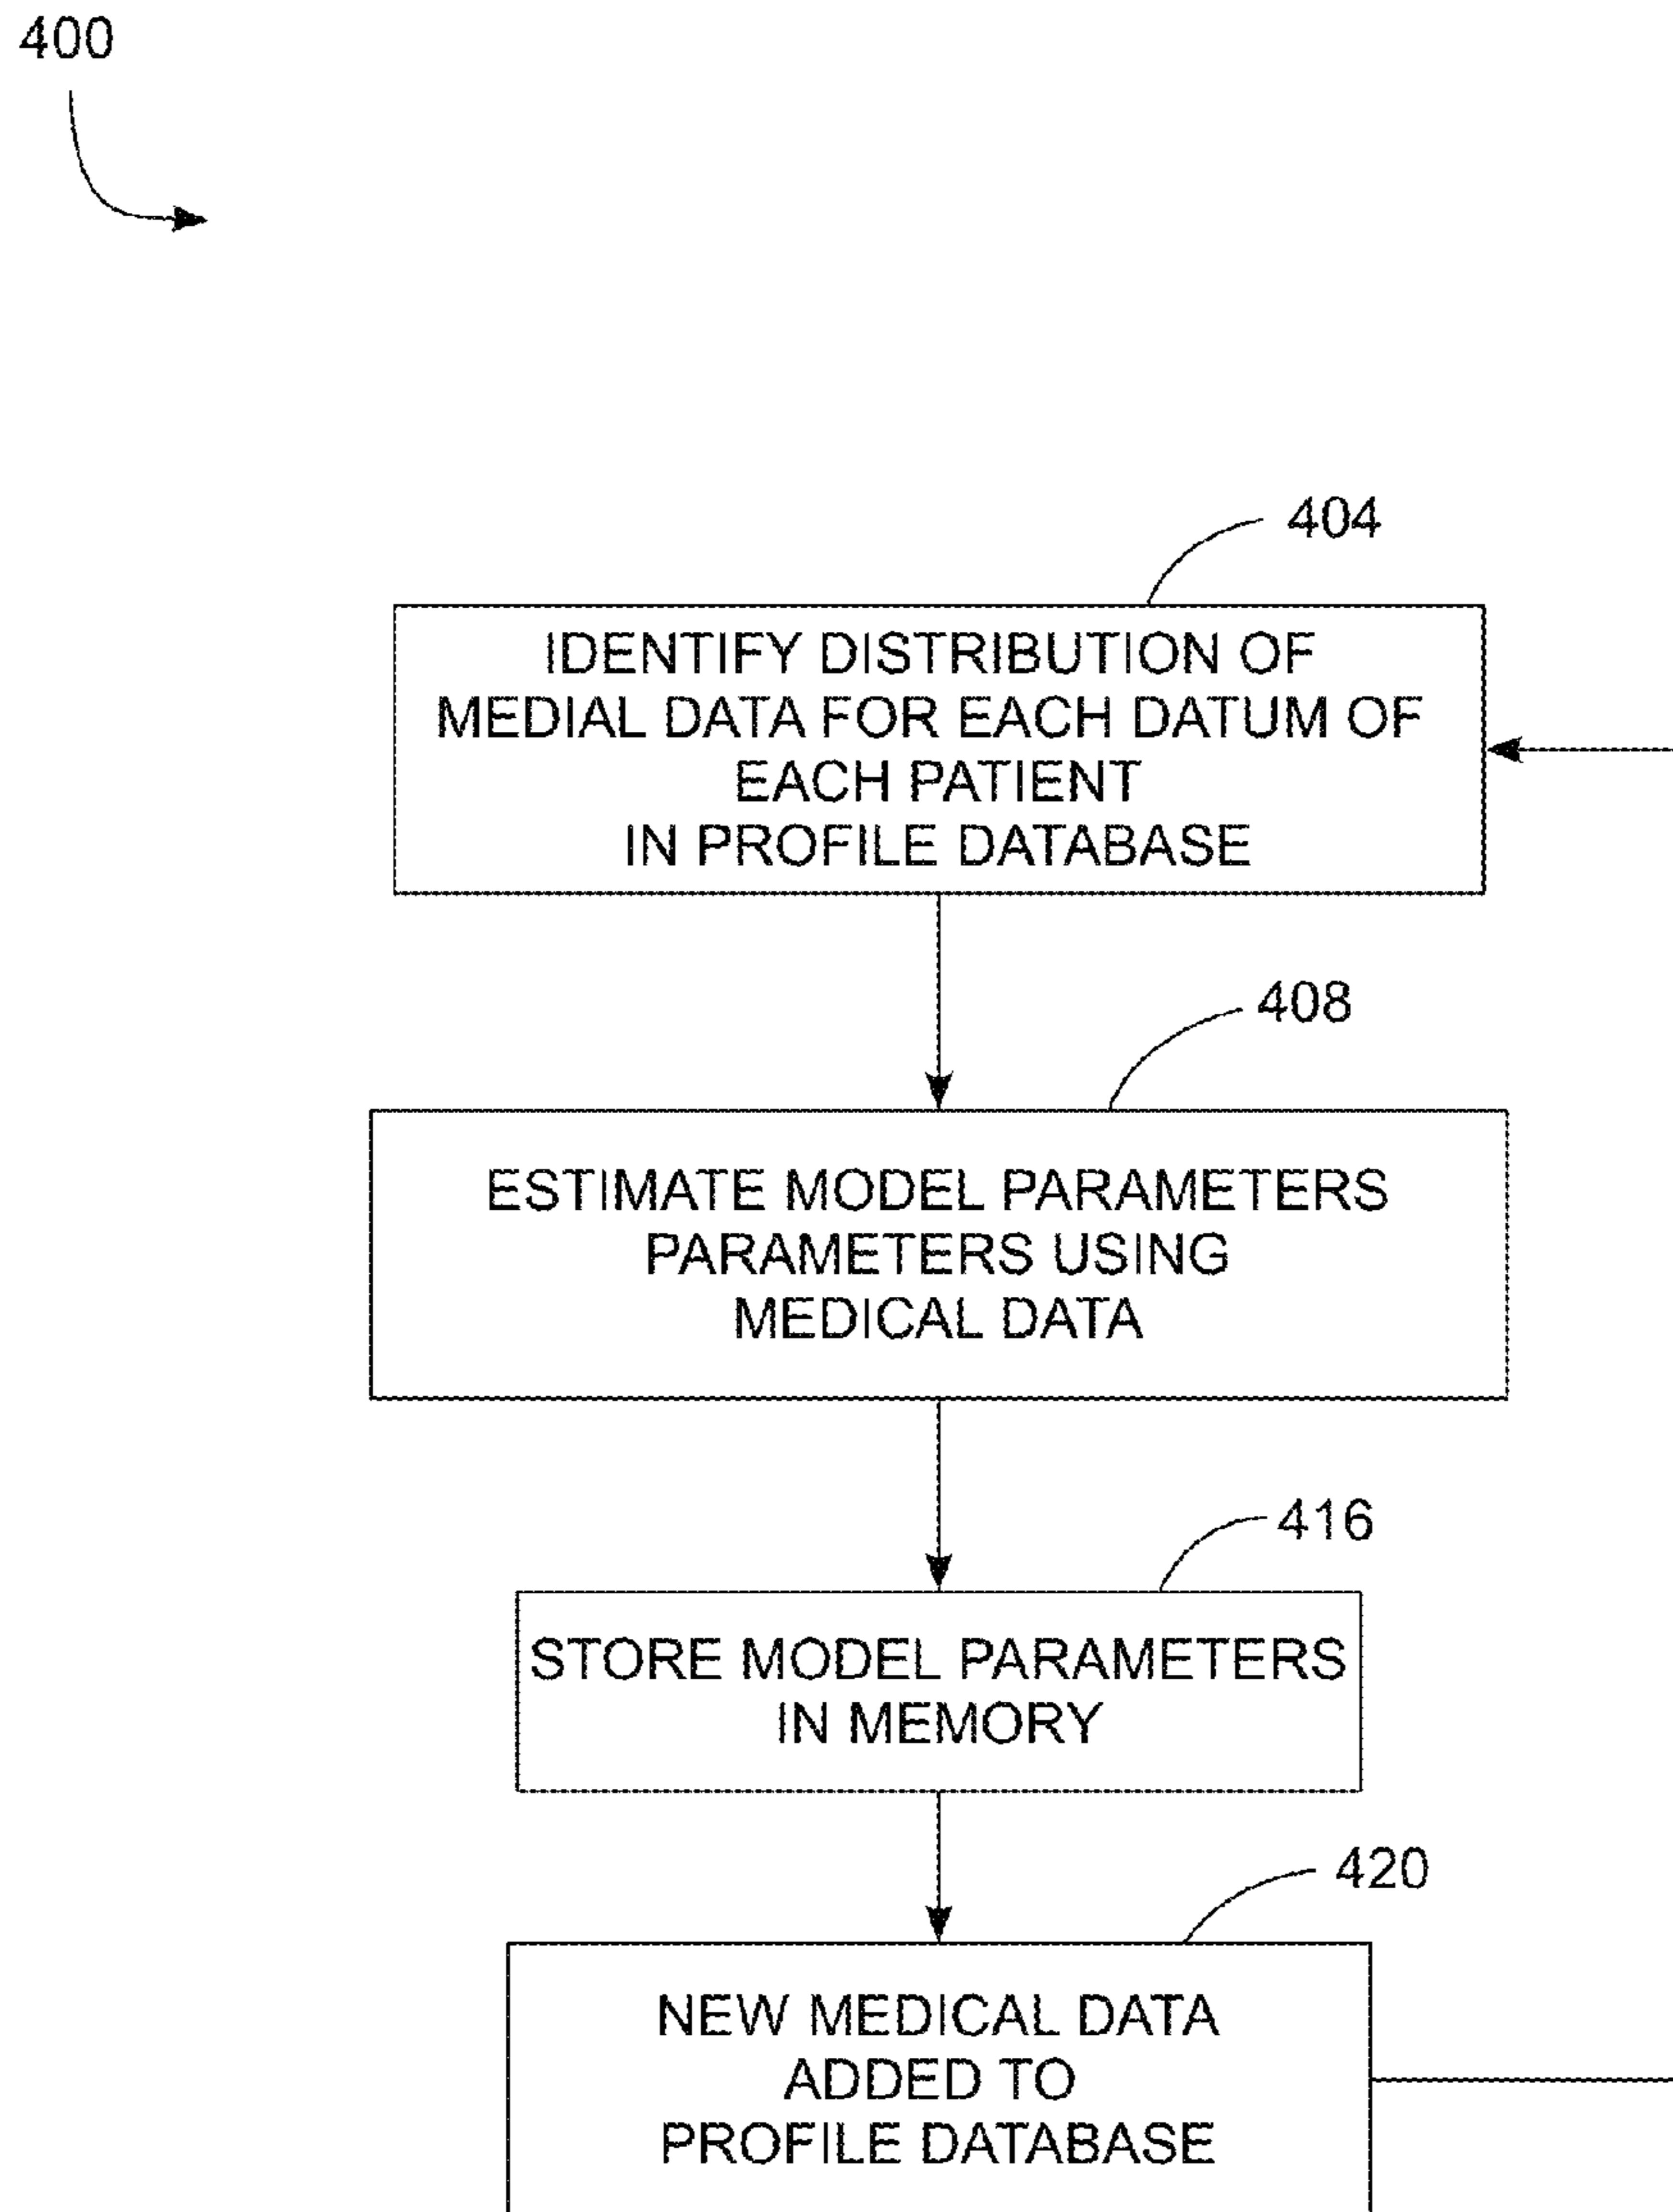 400
404
IDENTIFY DISTRIBUTION OF
MEDIAL DATA FOR EACH DATUM OF
EACH PATIENT
IN PROFILE DATABASE
408
ESTIMATE MODEL PARAMETERS
PARAMETERS USING
MEDICAL DATA
416
STORE MODEL PARAMETERS
IN MEMORY
420
NEW MEDICAL DATA
ADDED TO
PROFILE DATABASE